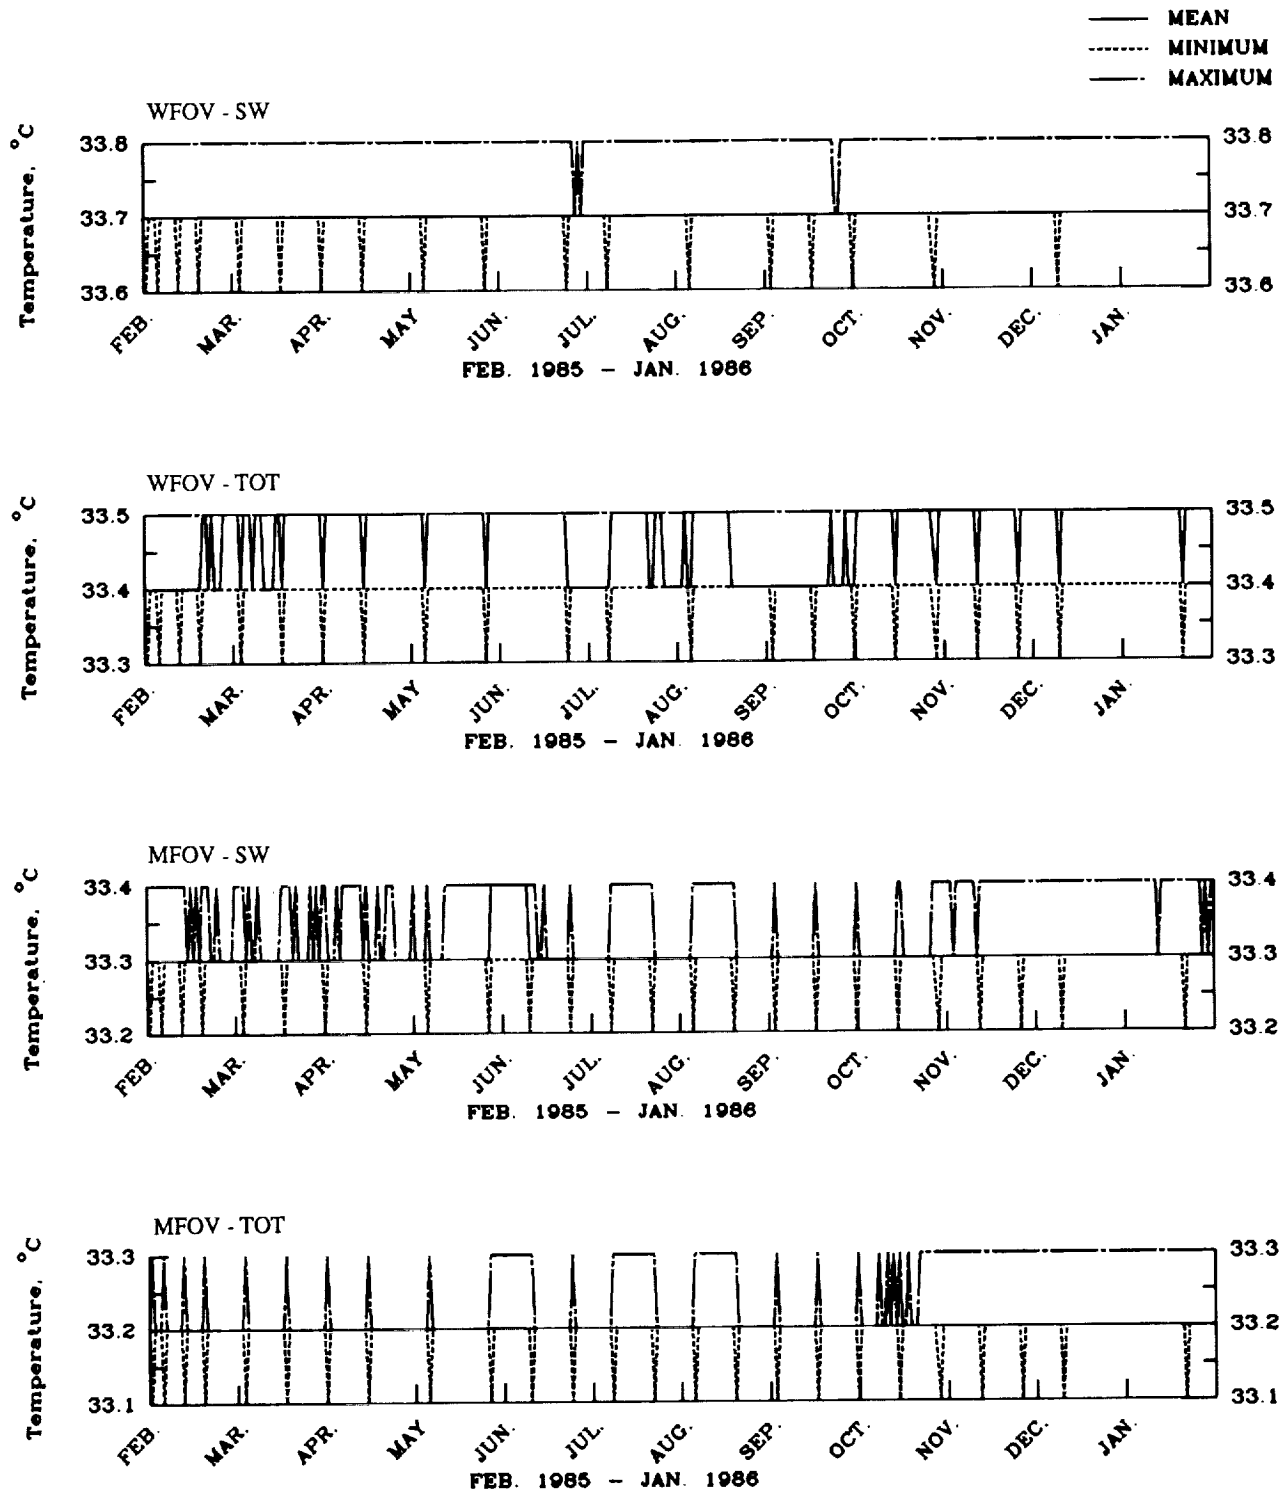 MEAN
MINIMUM
MAXIMUM
WFOV - SW
Temperature, °C
33.8
33.7
33.6
33.8
33.7
33.6
FEB. MAR. APR. MAY JUN. JUL. AUG. SEP. OCT. NOV. DEC. JAN.
FEB. 1985 – JAN. 1986
WFOV - TOT
Temperature, °C
33.5
33.4
33.3
33.5
33.4
33.3
FEB. MAR. APR. MAY JUN. JUL. AUG. SEP. OCT. NOV. DEC. JAN.
FEB. 1985 – JAN. 1986
MFOV - SW
Temperature, °C
33.4
33.3
33.2
33.4
33.3
33.2
FEB. MAR. APR. MAY JUN. JUL. AUG. SEP. OCT. NOV. DEC. JAN.
FEB. 1985 – JAN. 1986
MFOV - TOT
Temperature, °C
33.3
33.2
33.1
33.3
33.2
33.1
FEB. MAR. APR. MAY JUN. JUL. AUG. SEP. OCT. NOV. DEC. JAN.
FEB. 1985 – JAN. 1986